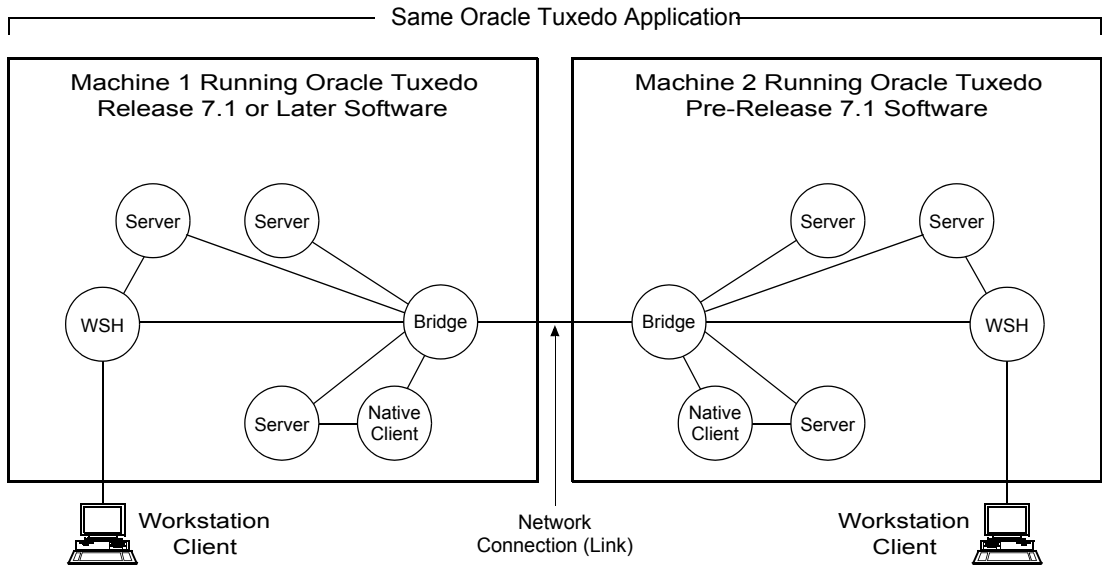 Same Oracle Tuxedo Application
Machine 1 Running Oracle Tuxedo
Release 7.1 or Later Software
Machine 2 Running Oracle Tuxedo
Pre-Release 7.1 Software
Server
Server
Server
Server
WSH
Bridge
Bridge
WSH
Server
Native
Client
Native
Client
Server
Workstation
Client
Network
Connection (Link)
Workstation
Client